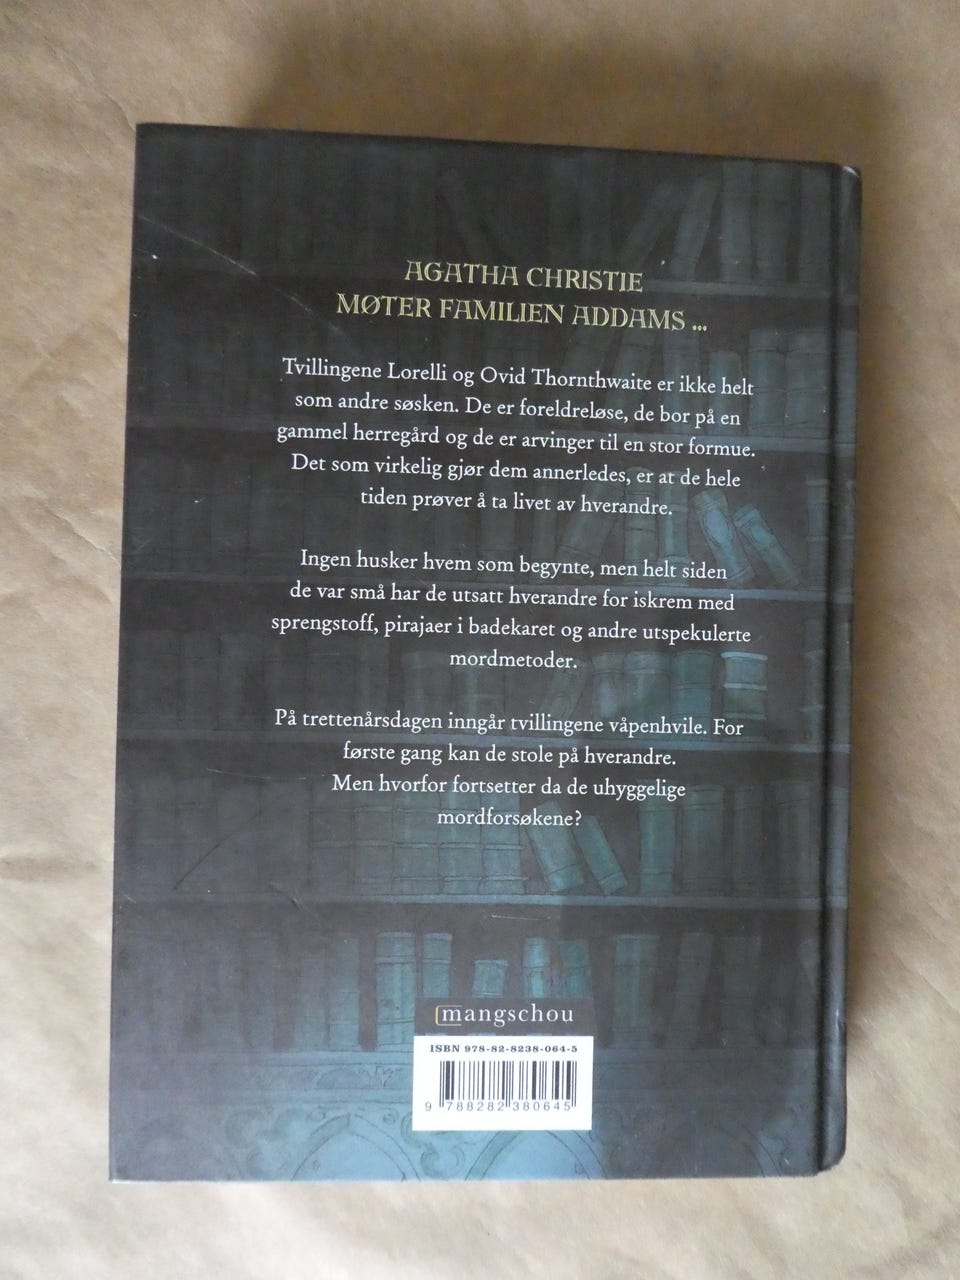 AGATHA CHRISTIE
MØTER FAMILIEN ADDAMS ...
Tvillingene Lorelli og Ovid Thornthwaite er ikke helt
som andre søsken. De er foreldreløse, de bor på en
gammel herregård og de er arvinger til en stor formue.
Det som virkelig gjør dem annerledes, er at de hele
tiden prøver å ta livet av hverandre.
Ingen husker hvem som begynte, men helt siden
de var små har de utsatt hverandre for iskrem med
sprengstoff, pirajaer i badekaret og andre utspekulerte
mordmetoder.
På trettenårsdagen inngår tvillingene våpenhvile. For
første gang kan de stole på hverandre.
Men hvorfor fortsetter da de uhyggelige
mordforsøkene?
mangschou
ISBN 978-82-8238-064-5
9 788282 380645